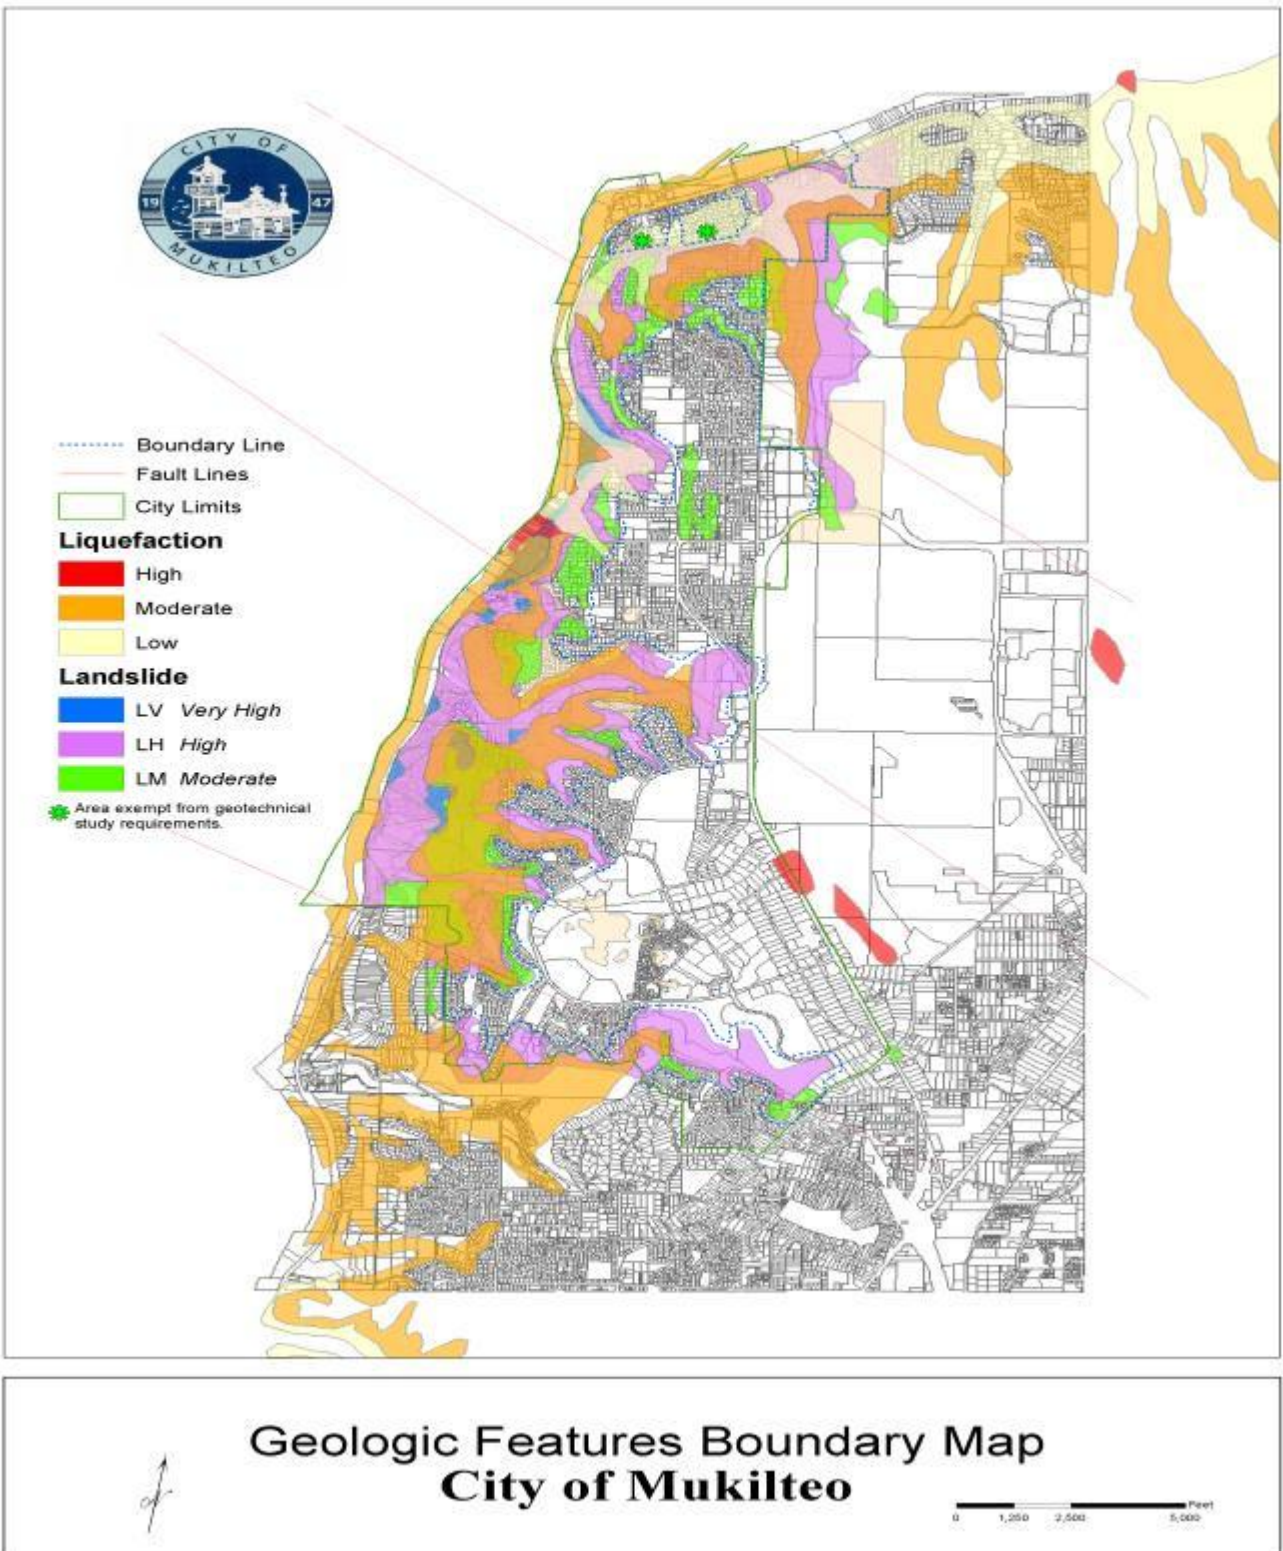 CITY OF
19 47
MUKILTEO
Boundary Line
Fault Lines
City Limits
Liquefaction
High
Moderate
Low
Landslide
LV Very High
LH High
LM Moderate
Area exempt from geotechnical
study requirements.
Geologic Features Boundary Map
City of Mukilteo
Feet
0 1,250 2,500 5,000